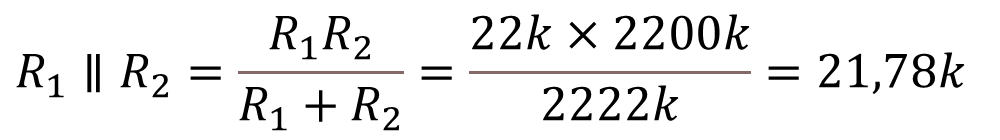 R₁ ∥ R₂ = R₁R₂ / R₁ + R₂ = 22k × 2200k / 2222k = 21,78k